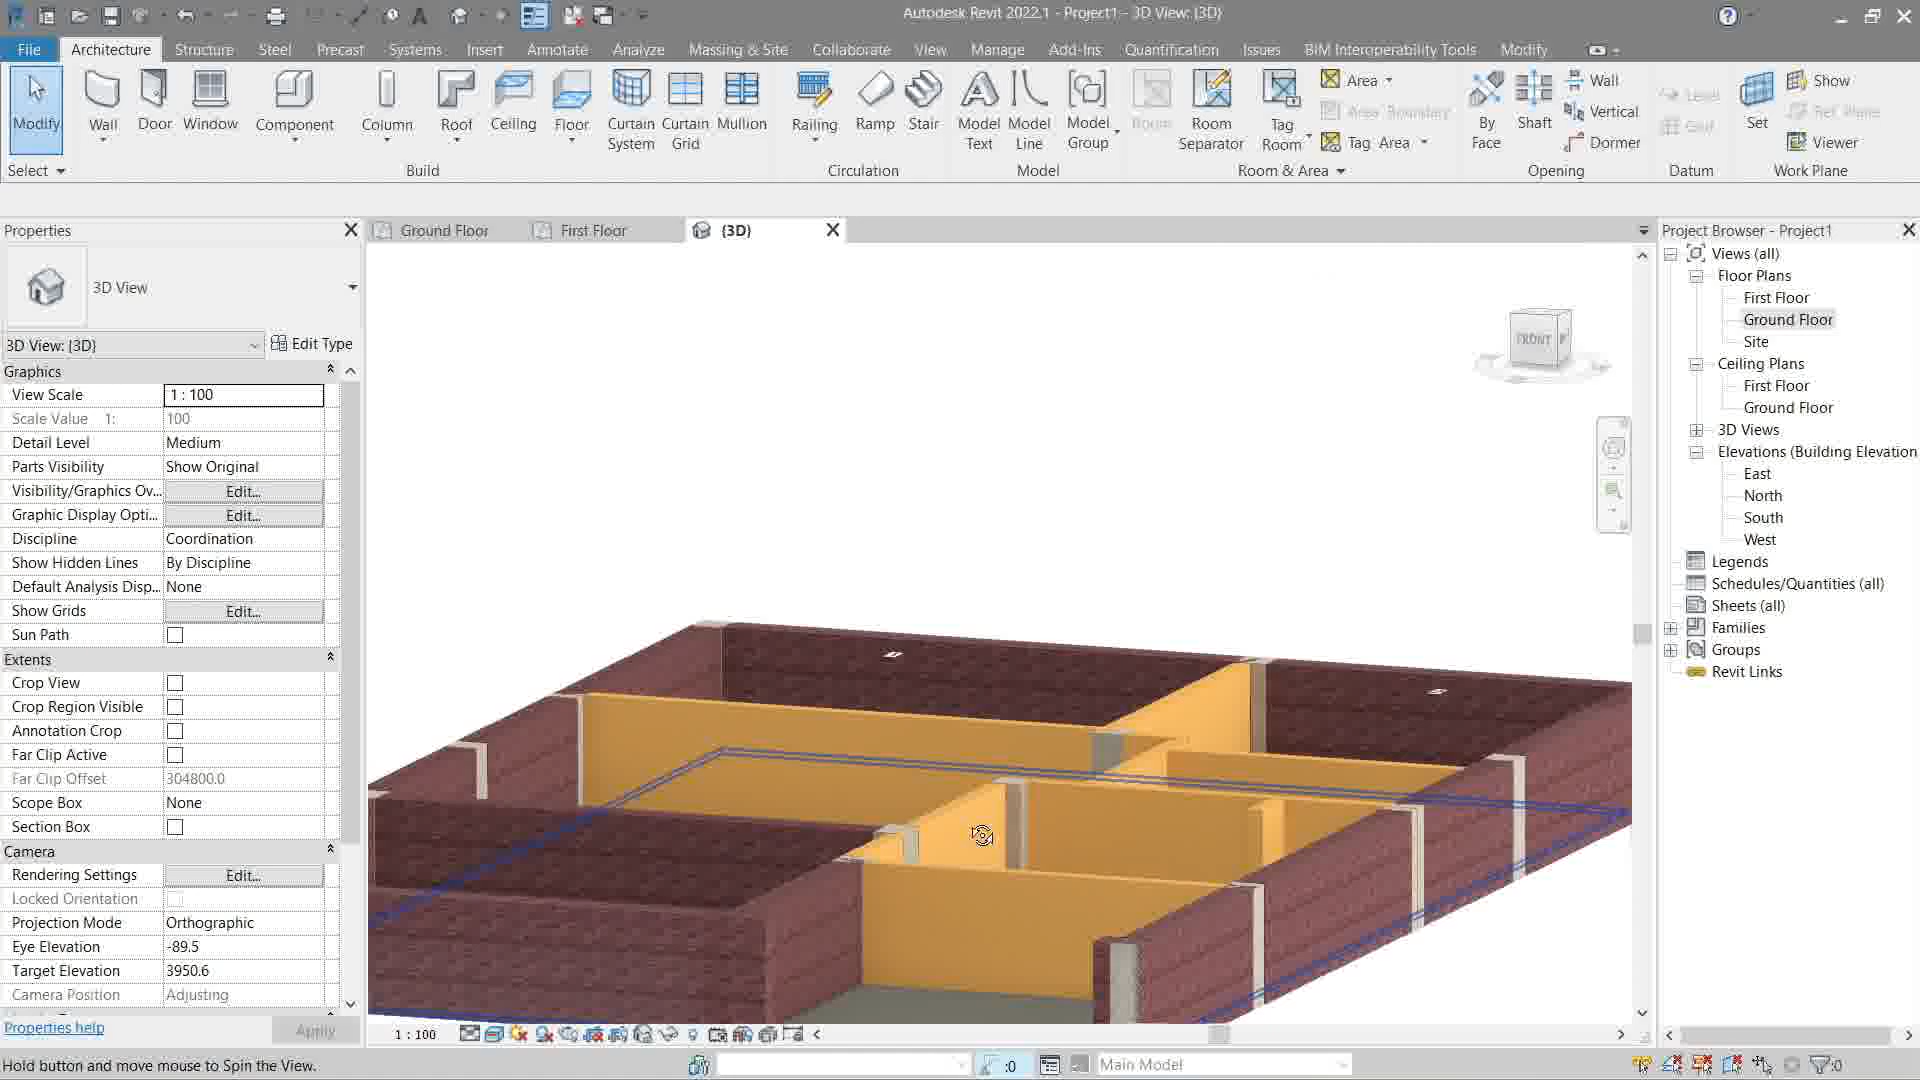 Autodesk Revit 2022.1 - Project1 - 3D View: {3D}
File Architecture Structure Steel Precast Systems Insert Annotate Analyze Massing & Site Collaborate View Manage Add-Ins Quantification Issues BIM Interoperability Tools Modify
Modify Wall Door Window Component Column Roof Ceiling Floor Curtain System Curtain Grid Mullion Railing Ramp Stair Model Text Model Line Model Group Room Room Separator Tag Room Area Area Boundary Tag Area By Face Shaft Wall Vertical Dormer Level Grid Set Show Ref Plane Viewer
Select Build Circulation Model Room & Area Opening Datum Work Plane
Properties
Ground Floor First Floor {3D}
Project Browser - Project1
3D View
3D View: {3D} Edit Type
Graphics
View Scale 1 : 100
Scale Value 1: 100
Detail Level Medium
Parts Visibility Show Original
Visibility/Graphics Ov... Edit...
Graphic Display Opti... Edit...
Discipline Coordination
Show Hidden Lines By Discipline
Default Analysis Disp... None
Show Grids Edit...
Sun Path
Extents
Crop View
Crop Region Visible
Annotation Crop
Far Clip Active
Far Clip Offset 304800.0
Scope Box None
Section Box
Camera
Rendering Settings Edit...
Locked Orientation
Projection Mode Orthographic
Eye Elevation -89.5
Target Elevation 3950.6
Camera Position Adjusting
Properties help Apply
FRONT
Views (all)
Floor Plans
First Floor
Ground Floor
Site
Ceiling Plans
First Floor
Ground Floor
3D Views
Elevations (Building Elevation
East
North
South
West
Legends
Schedules/Quantities (all)
Sheets (all)
Families
Groups
Revit Links
1 : 100
Hold button and move mouse to Spin the View.
:0
Main Model
:0